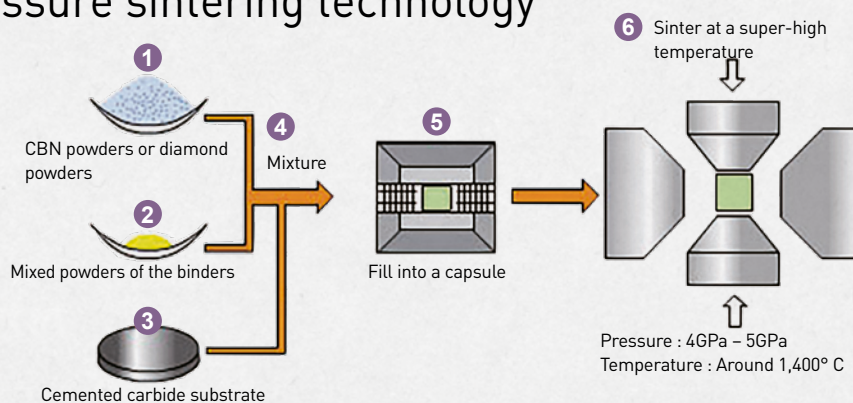 sintering technology
1
CBN powders or diamond
powders
2
Mixed powders of the binders
3
Cemented carbide substrate
4
Mixture
5
Fill into a capsule
6
Sinter at a super-high
temperature
Pressure : 4GPa – 5GPa
Temperature : Around 1,400° C